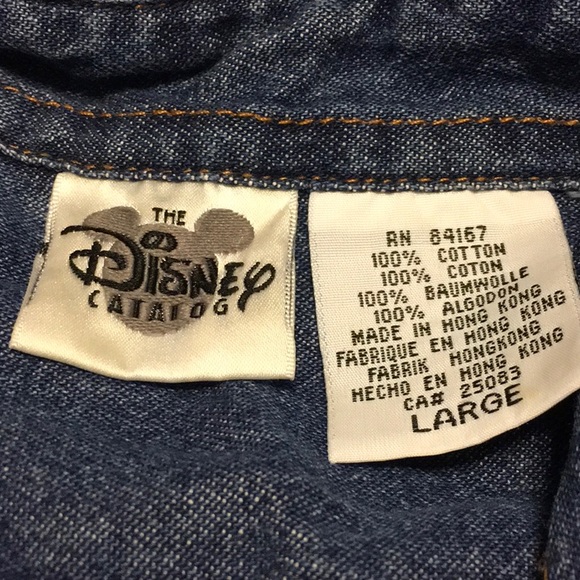 THE
Disney
CATALOG
RN 84167
100% COTTON
100% COTON
100% BAUMWOLLE
100% ALGODON
MADE IN HONG KONG
FABRIQUE EN HONG KONG
FABRIK HONGKONG
HECHO EN HONG KONG
CA# 25083
LARGE